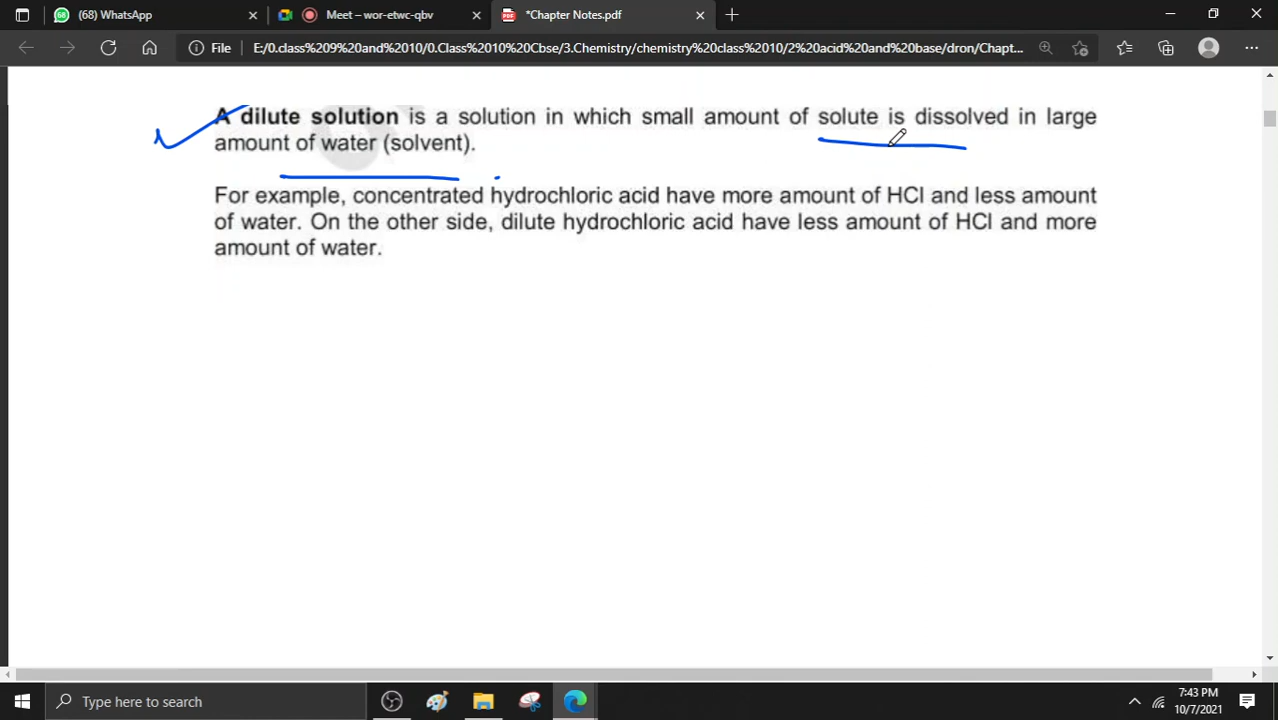 (68) WhatsApp
Meet – wor-etwc-qbv
*Chapter Notes.pdf
File
E:/0.class%209%20and%2010/0.Class%2010%20Cbse/3.Chemistry/chemistry%20class%2010/2%20acid%20and%20base/dron/Chapt...
A dilute solution is a solution in which small amount of solute is dissolved in large
amount of water (solvent).
For example, concentrated hydrochloric acid have more amount of HCl and less amount
of water. On the other side, dilute hydrochloric acid have less amount of HCl and more
amount of water.
Type here to search
7:43 PM
10/7/2021